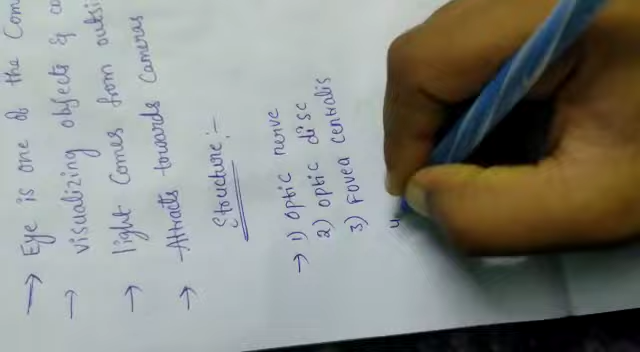 → Eye is one of the Com
→ visualizing objects &
→ light Comes from outsi
→ Attracts towards Cameras
Structure:-
→ 1) optic nerve
2) optic disc
3) Fovea centralis
4